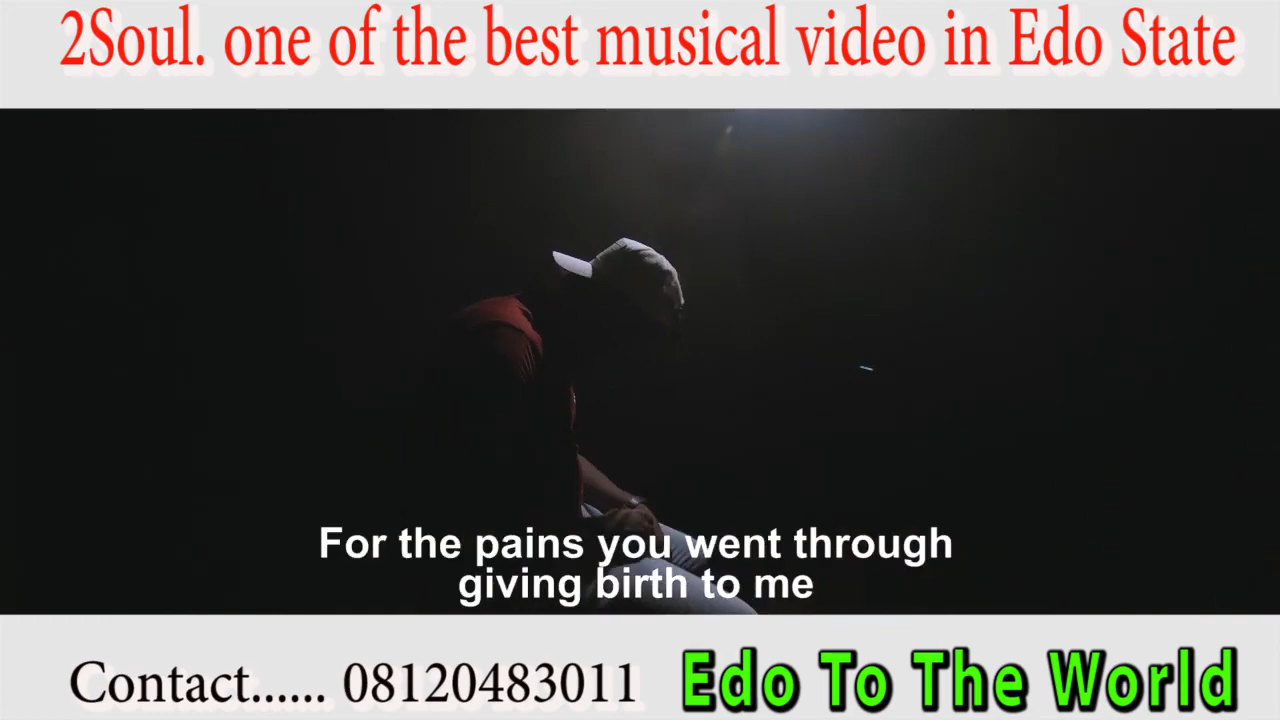 2Soul. one of the best musical video in Edo State
For the pains you went through
giving birth to me
Contact...... 08120483011 Edo To The World